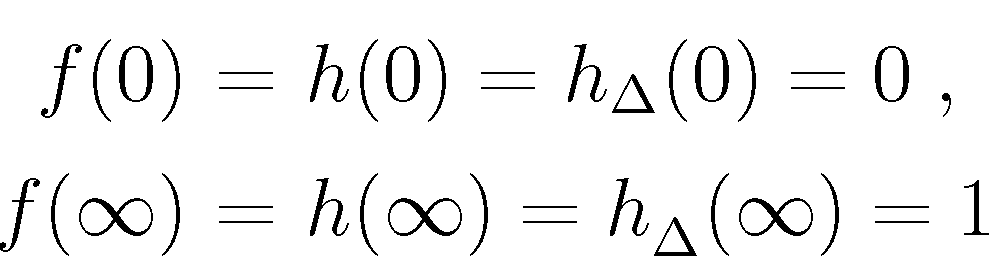 f(0) = h(0) = h_Δ(0) = 0 ,
f(∞) = h(∞) = h_Δ(∞) = 1